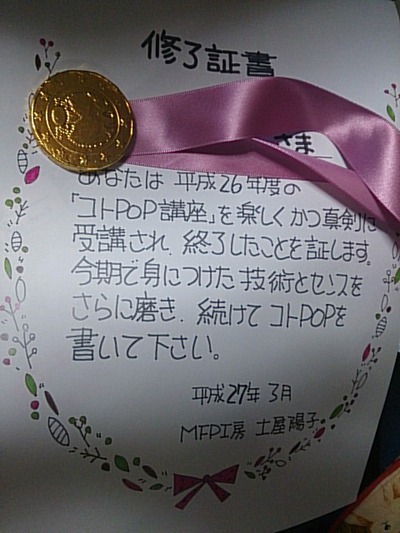 修了証書
さま
あなたは 平成26年度の
「コトPOP講座」を楽しくかつ真剣に
受講され、終了したことを証します。
今期で身につけた技術とセンスを
さらに磨き、続けてコトPOPを
書いて下さい。
平成27年 3月
MFPI房 土屋陽子